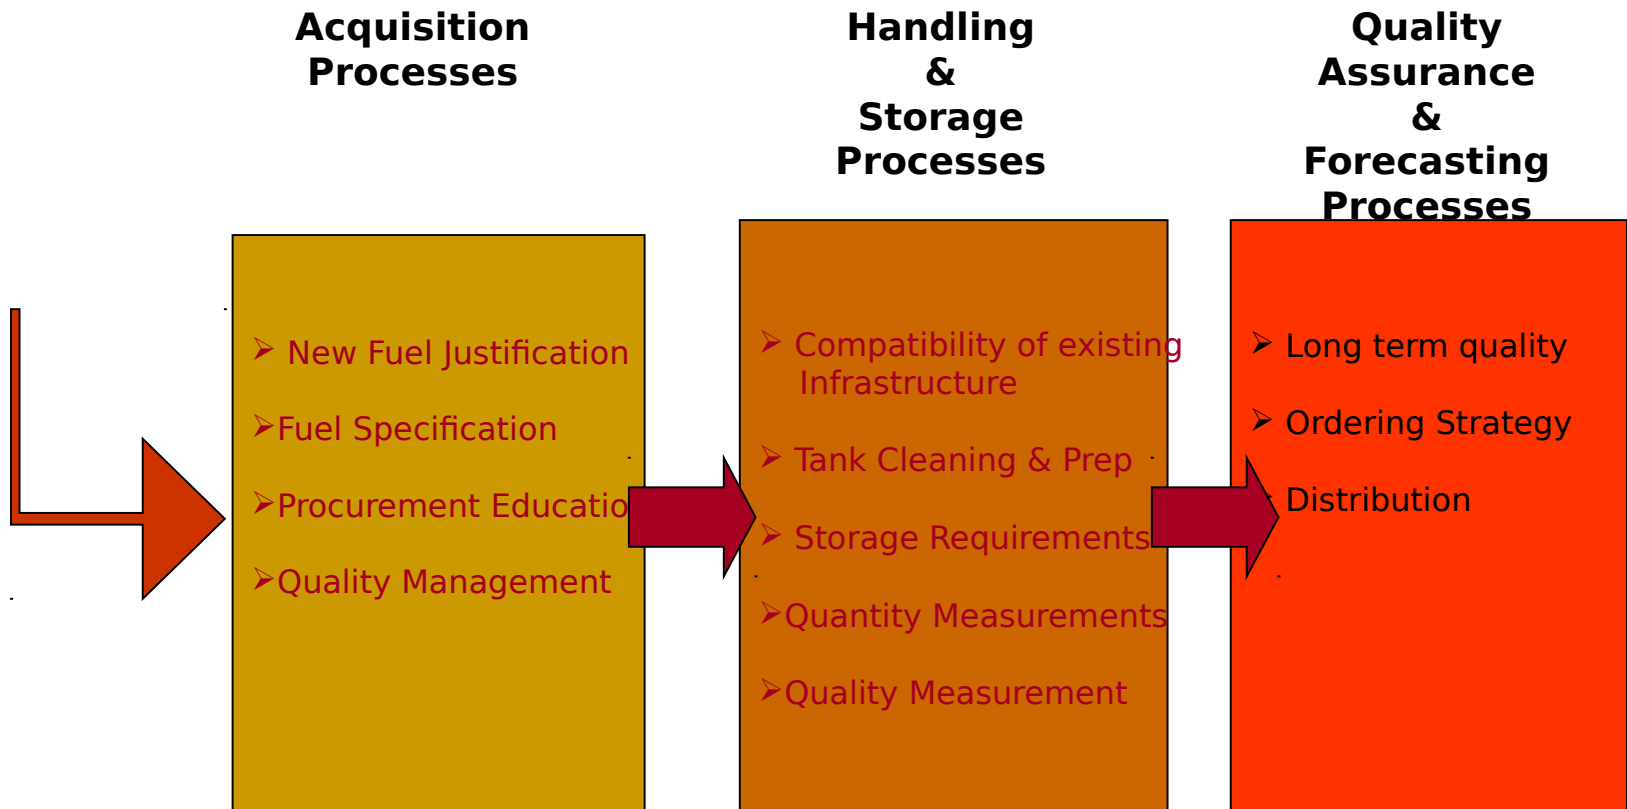 Acquisition
Processes
Handling
&
Storage
Processes
Quality
Assurance
&
Forecasting
Processes
➢ New Fuel Justification
➢Fuel Specification
➢Procurement Educatio
➢Quality Management
➢ Compatibility of existing
Infrastructure
➢ Tank Cleaning & Prep
➢ Storage Requirements
➢Quantity Measurements
➢Quality Measurement
➢ Long term quality
➢ Ordering Strategy
➢ Distribution